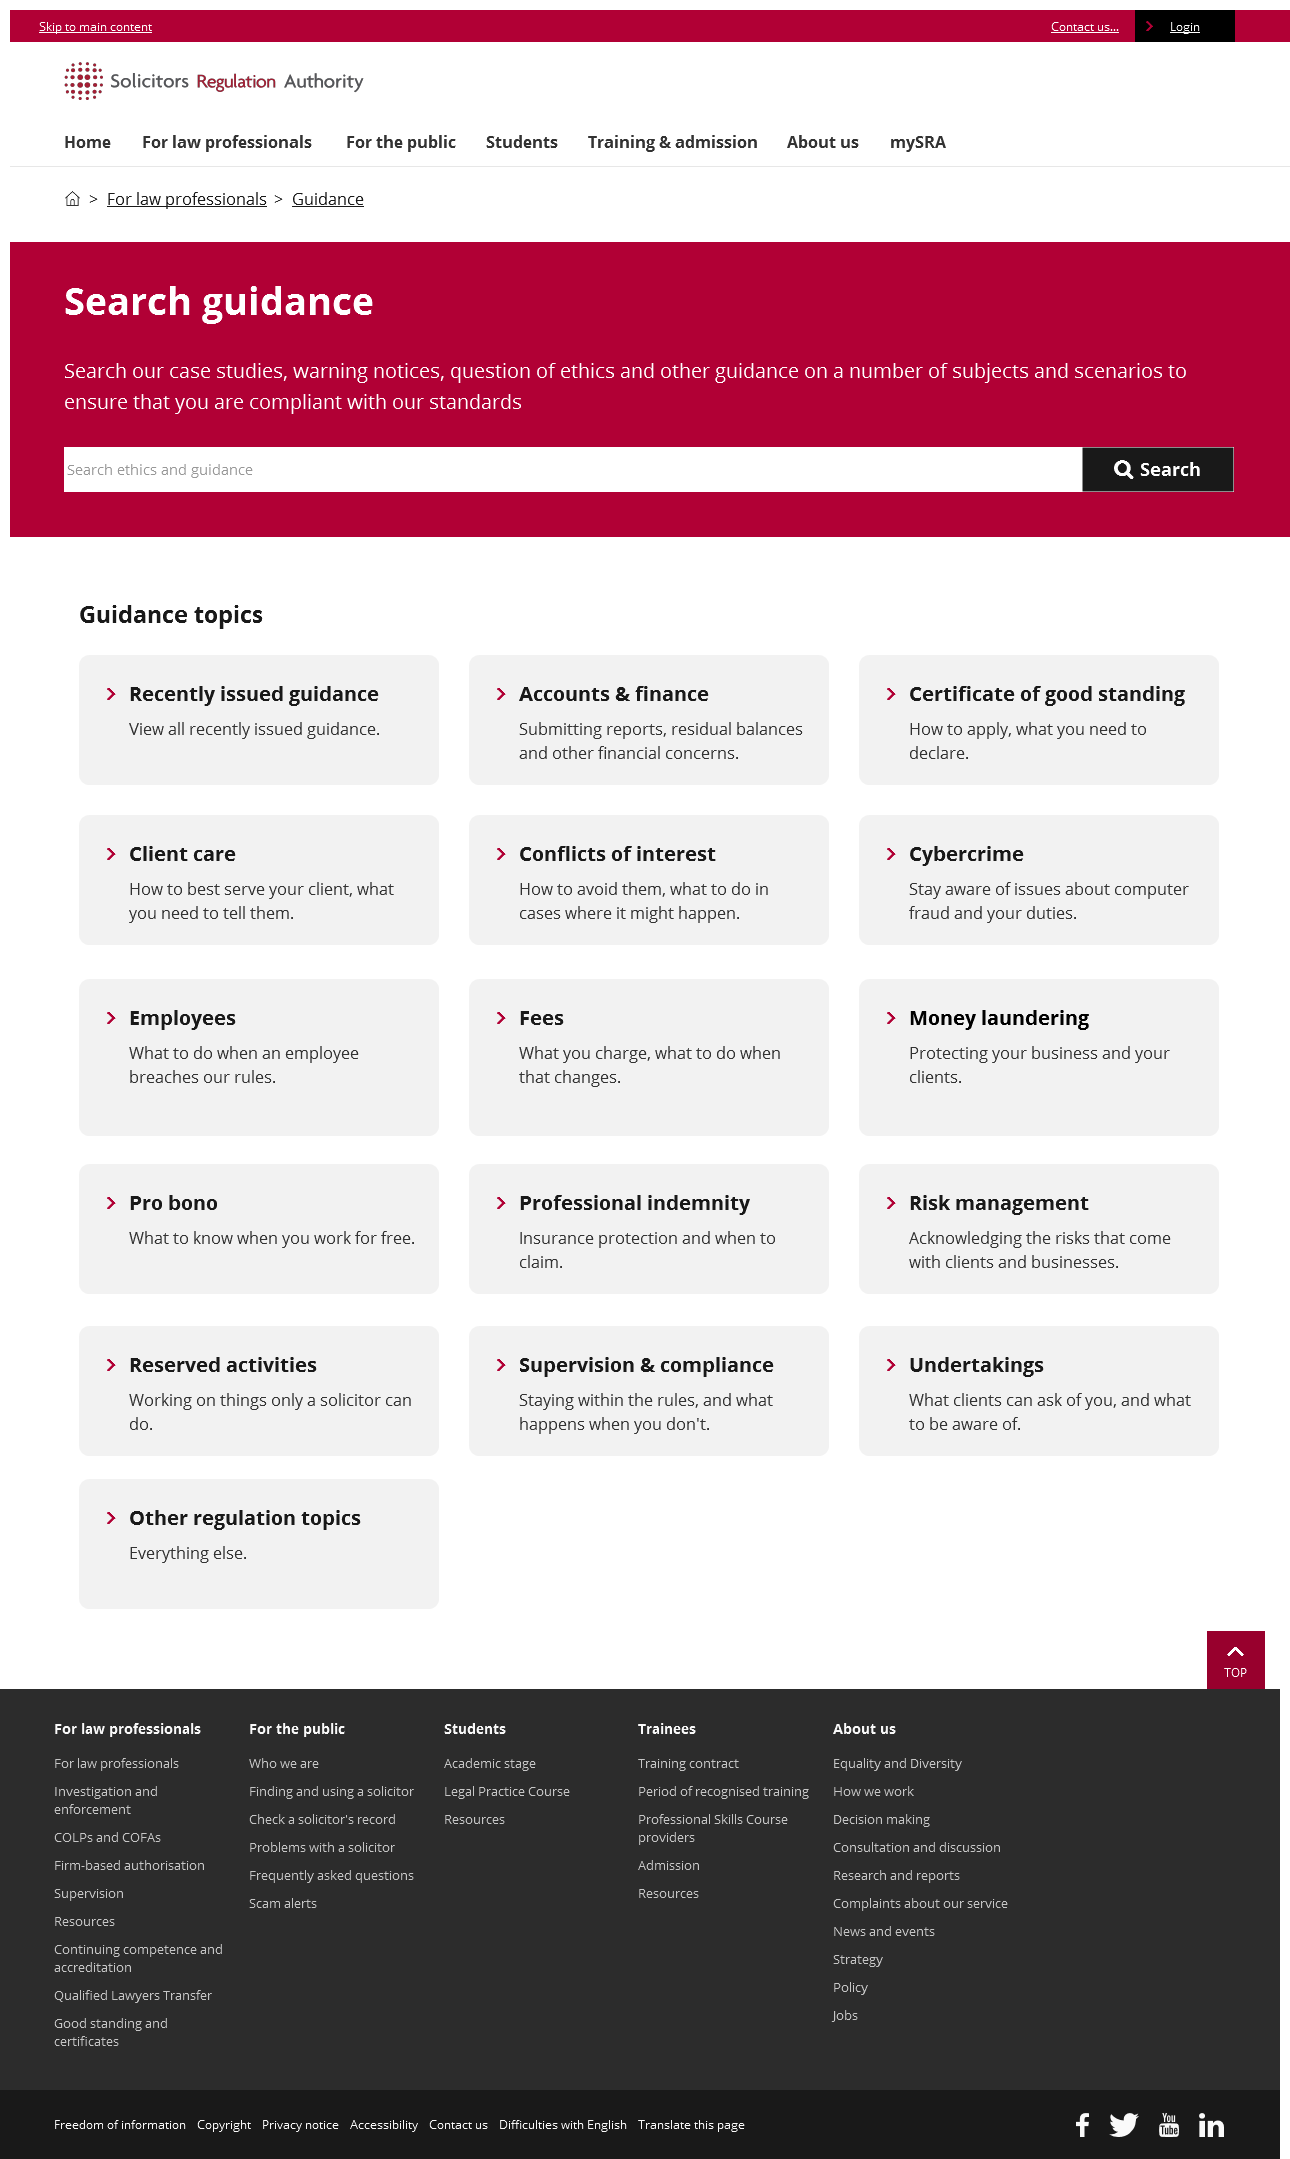 Skip to main content
Contact us...
Login
Solicitors Regulation Authority
Home For law professionals For the public Students Training & admission About us mySRA
> For law professionals > Guidance
Search guidance
Search our case studies, warning notices, question of ethics and other guidance on a number of subjects and scenarios to
ensure that you are compliant with our standards
Search ethics and guidance
Search
Guidance topics
Recently issued guidance
View all recently issued guidance.
Accounts & finance
Submitting reports, residual balances
and other financial concerns.
Certificate of good standing
How to apply, what you need to
declare.
Client care
How to best serve your client, what
you need to tell them.
Conflicts of interest
How to avoid them, what to do in
cases where it might happen.
Cybercrime
Stay aware of issues about computer
fraud and your duties.
Employees
What to do when an employee
breaches our rules.
Fees
What you charge, what to do when
that changes.
Money laundering
Protecting your business and your
clients.
Pro bono
What to know when you work for free.
Professional indemnity
Insurance protection and when to
claim.
Risk management
Acknowledging the risks that come
with clients and businesses.
Reserved activities
Working on things only a solicitor can
do.
Supervision & compliance
Staying within the rules, and what
happens when you don't.
Undertakings
What clients can ask of you, and what
to be aware of.
Other regulation topics
Everything else.
TOP
For law professionals
For law professionals
Investigation and
enforcement
COLPs and COFAs
Firm-based authorisation
Supervision
Resources
Continuing competence and
accreditation
Qualified Lawyers Transfer
Good standing and
certificates
For the public
Who we are
Finding and using a solicitor
Check a solicitor's record
Problems with a solicitor
Frequently asked questions
Scam alerts
Students
Academic stage
Legal Practice Course
Resources
Trainees
Training contract
Period of recognised training
Professional Skills Course
providers
Admission
Resources
About us
Equality and Diversity
How we work
Decision making
Consultation and discussion
Research and reports
Complaints about our service
News and events
Strategy
Policy
Jobs
Freedom of information Copyright Privacy notice Accessibility Contact us Difficulties with English Translate this page
You
Tube